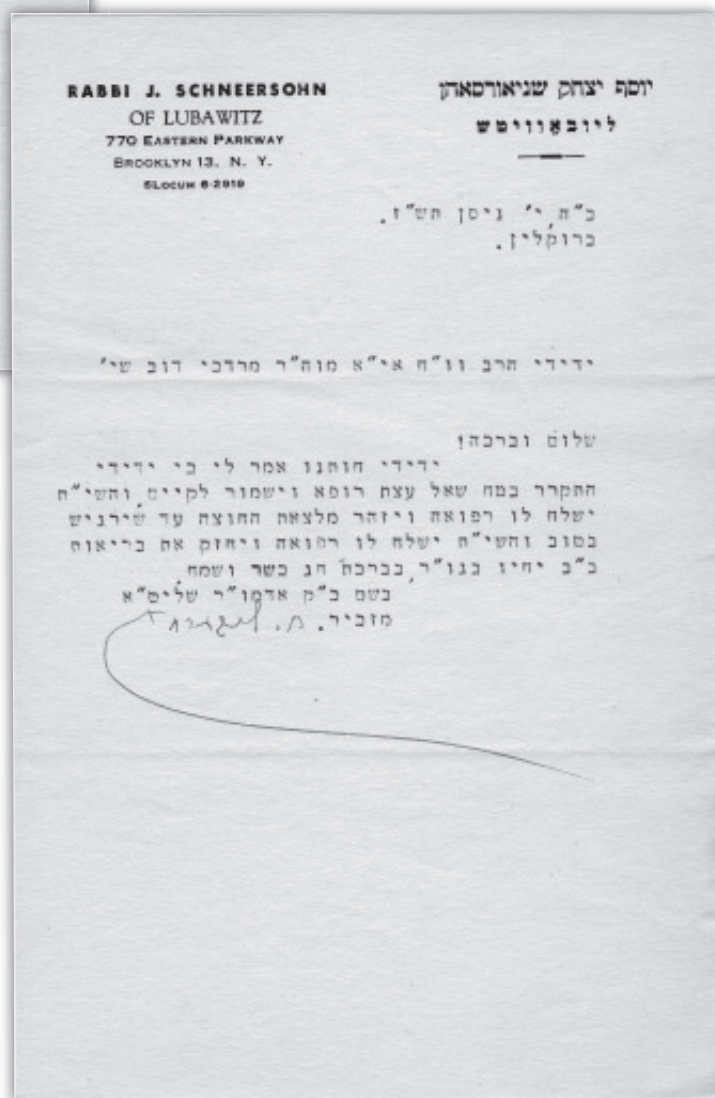 RABBI J. SCHNEERSOHN
OF LUBAWITZ
770 EASTERN PARKWAY
BROOKLYN 13, N. Y.
SLOCUM 6-2919
יוסף יצחק שניאורסאהן
ליובאוויטש
ב"ה, י' ניסן תש"ז.
ברוקלין.
ידידי הרב וו"ח אי"א מוה"ר מרדכי דוב שי'
שלום וברכה!
ידידי חותנו אמר לי כי ידידי
התקרר בטח שאל עצת רופא וישמור לקיים, והשי"ת
ישלח לו רפואה ויזהר מלצאת החוצה עד שירגיש
בטוב והשי"ת ישלח לו רפואה ויחזק את בריאות
ב"ב יחיו בגו"ר, בברכת חג כשר ושמח.
בשם כ"ק אדמו"ר שליט"א
מזכיר.